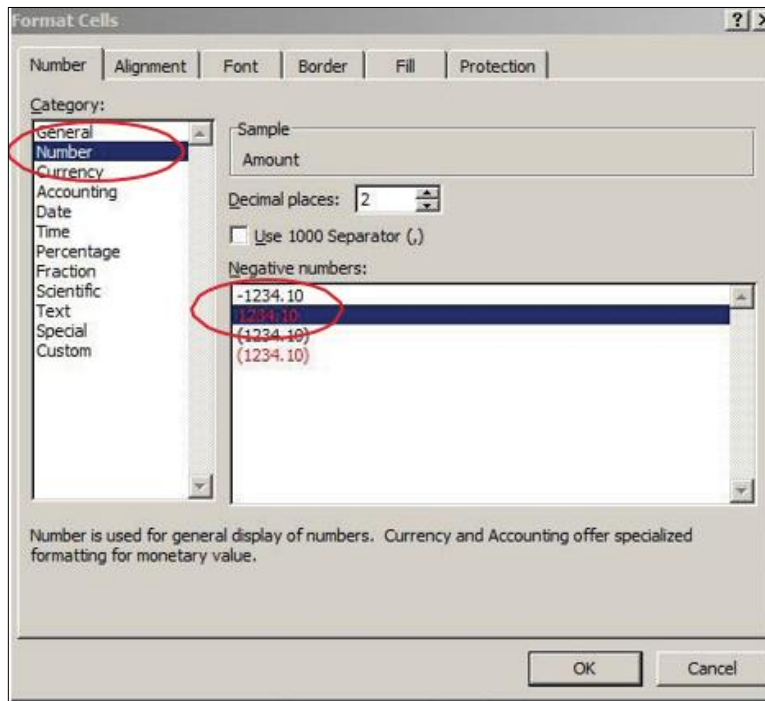 Format Cells
Number Alignment Font Border Fill Protection
Category:
General
Number
Currency
Accounting
Date
Time
Percentage
Fraction
Scientific
Text
Special
Custom
Sample
Amount
Decimal places: 2
Use 1000 Separator (,)
Negative numbers:
-1234.10
1234.10
(1234.10)
(1234.10)
Number is used for general display of numbers. Currency and Accounting offer specialized
formatting for monetary value.
OK Cancel